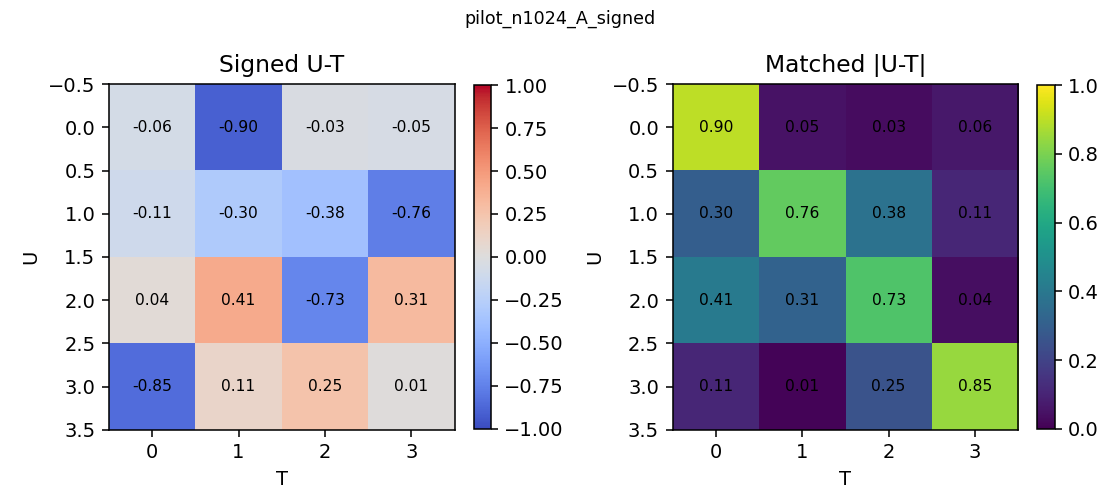 pilot_n1024_A_signed
Signed U-T
Matched |U-T|
−0.5
0.0
0.5
1.0
1.5
2.0
2.5
3.0
3.5
U
-0.06 -0.90 -0.03 -0.05
-0.11 -0.30 -0.38 -0.76
0.04 0.41 -0.73 0.31
-0.85 0.11 0.25 0.01
0 1 2 3
T
1.00
0.75
0.50
0.25
0.00
−0.25
−0.50
−0.75
−1.00
−0.5
0.0
0.5
1.0
1.5
2.0
2.5
3.0
3.5
U
0.90 0.05 0.03 0.06
0.30 0.76 0.38 0.11
0.41 0.31 0.73 0.04
0.11 0.01 0.25 0.85
0 1 2 3
T
1.0
0.8
0.6
0.4
0.2
0.0